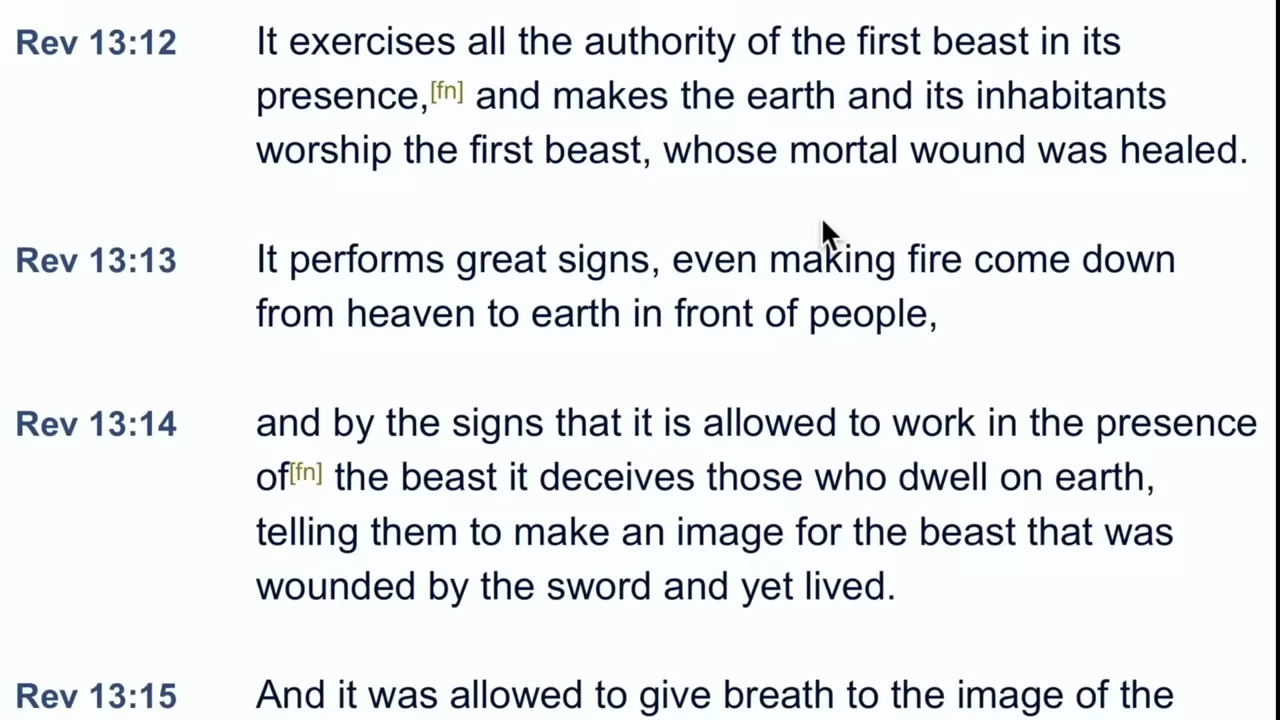 Rev 13:12 It exercises all the authority of the first beast in its
presence,[fn] and makes the earth and its inhabitants
worship the first beast, whose mortal wound was healed.
Rev 13:13 It performs great signs, even making fire come down
from heaven to earth in front of people,
Rev 13:14 and by the signs that it is allowed to work in the presence
of[fn] the beast it deceives those who dwell on earth,
telling them to make an image for the beast that was
wounded by the sword and yet lived.
Rev 13:15 And it was allowed to give breath to the image of the